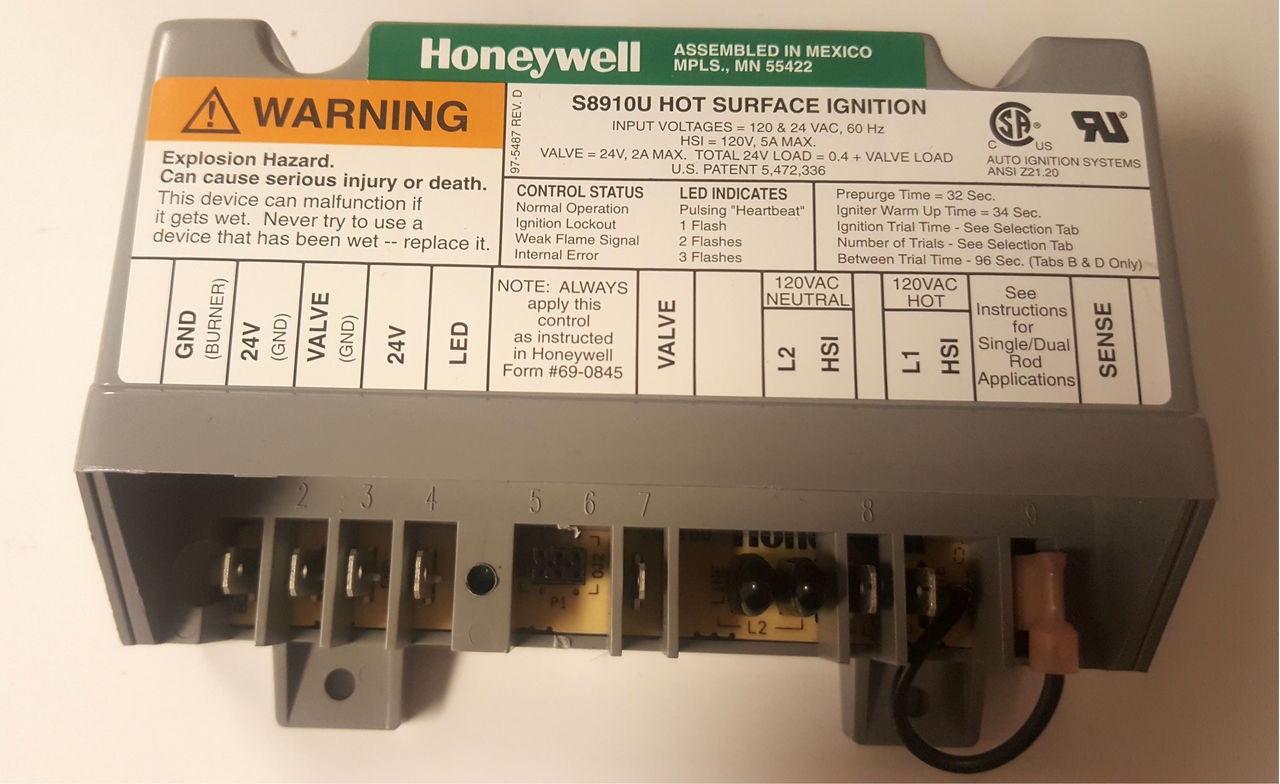 Honeywell
ASSEMBLED IN MEXICO
MPLS., MN 55422
WARNING
Explosion Hazard.
Can cause serious injury or death.
This device can malfunction if
it gets wet. Never try to use a
device that has been wet -- replace it.
97-5487 REV. D
S8910U HOT SURFACE IGNITION
INPUT VOLTAGES = 120 & 24 VAC, 60 Hz
HSI = 120V, 5A MAX.
VALVE = 24V, 2A MAX. TOTAL 24V LOAD = 0.4 + VALVE LOAD
U.S. PATENT 5,472,336
C SA ® US
RU ®
AUTO IGNITION SYSTEMS
ANSI Z21.20
CONTROL STATUS LED INDICATES
Normal Operation Pulsing "Heartbeat"
Ignition Lockout 1 Flash
Weak Flame Signal 2 Flashes
Internal Error 3 Flashes
Prepurge Time = 32 Sec.
Igniter Warm Up Time = 34 Sec.
Ignition Trial Time - See Selection Tab
Number of Trials - See Selection Tab
Between Trial Time - 96 Sec. (Tabs B & D Only)
GND
(BURNER)
24V
(GND)
VALVE
(GND)
24V
LED
NOTE: ALWAYS
apply this
control
as instructed
in Honeywell
Form #69-0845
VALVE
120VAC
NEUTRAL
L2
HSI
120VAC
HOT
L1
HSI
See
Instructions
for
Single/Dual
Rod
Applications
SENSE
2 3 4 5 6 7 8 9
P1
LINE
L2